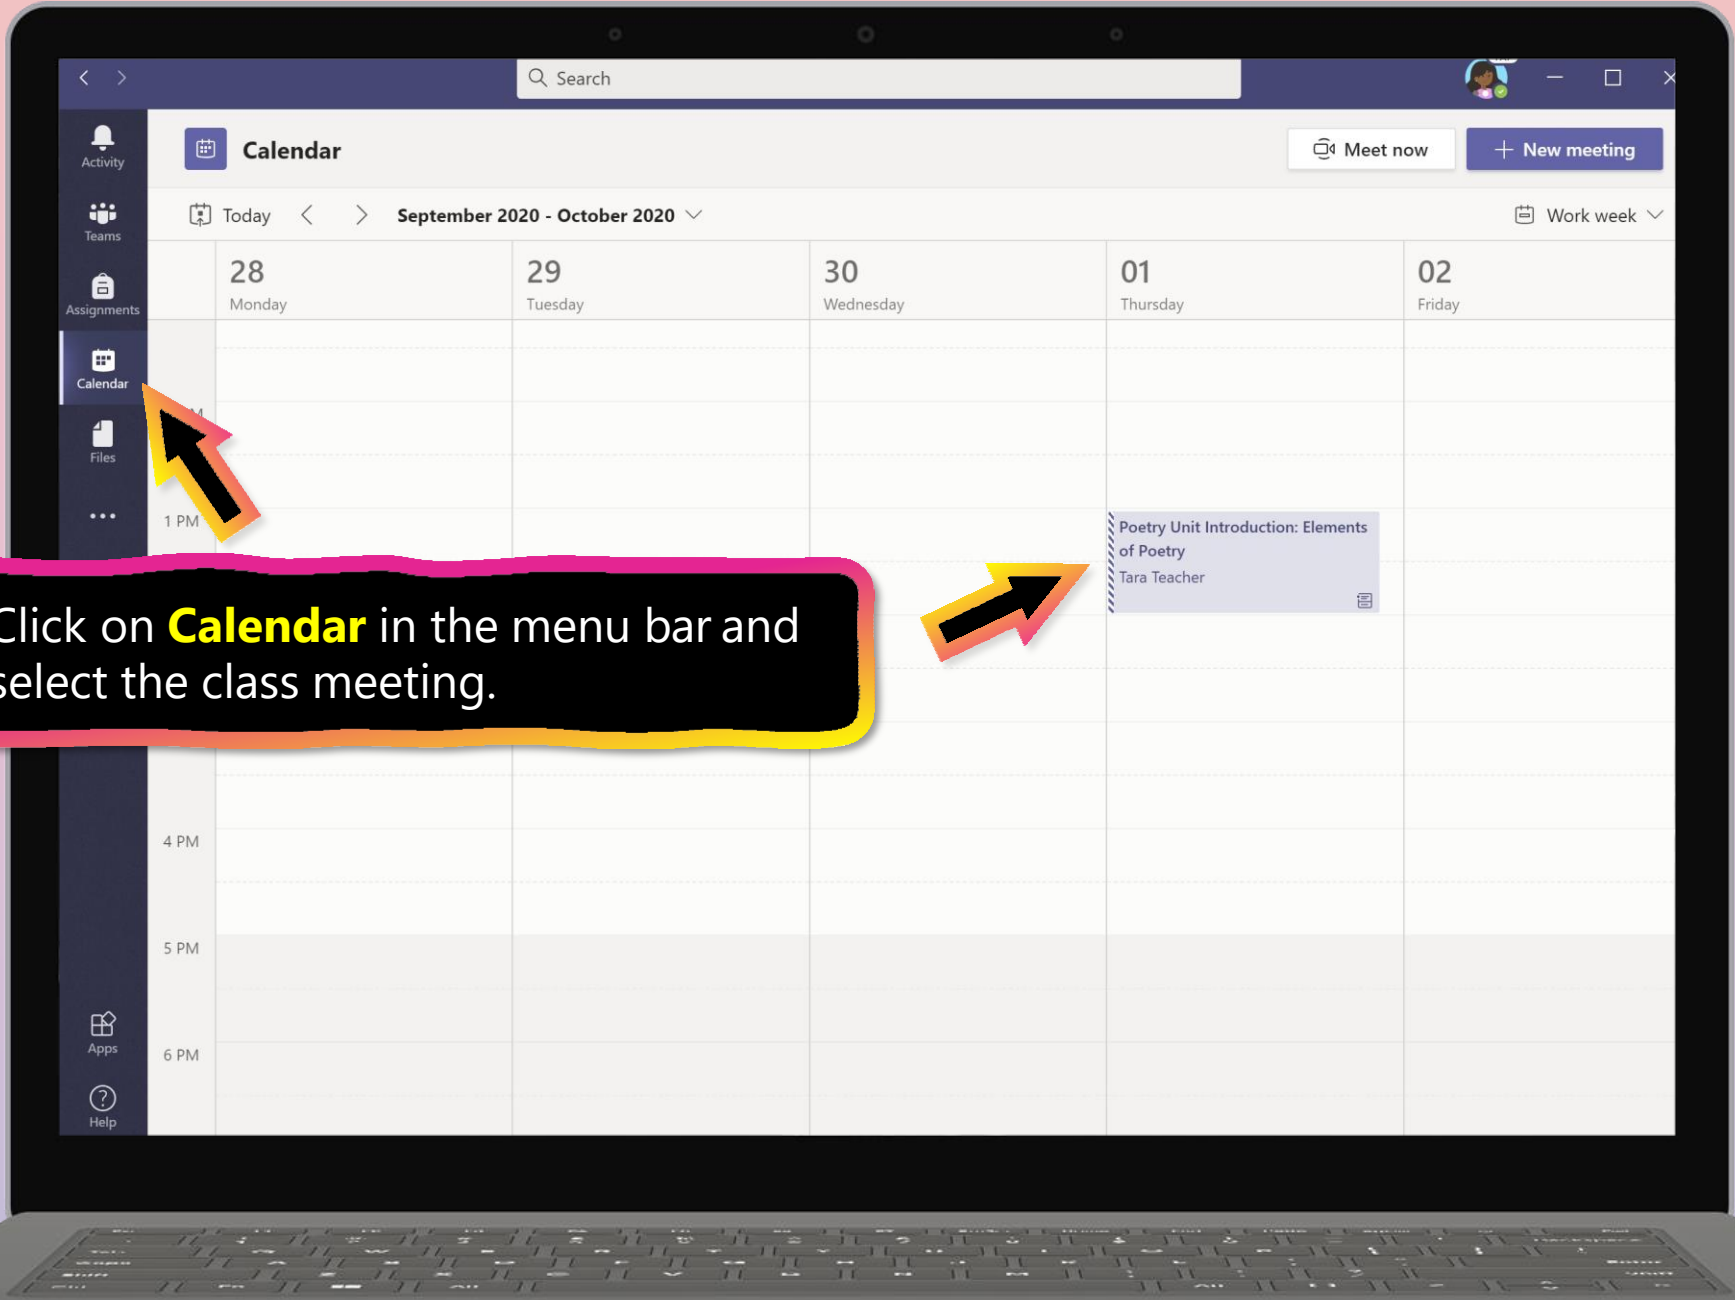 Search
Activity
Calendar
Meet now
New meeting
Teams
Today
September 2020 - October 2020
Work week
Assignments
28
29
30
01
02
Monday
Tuesday
Wednesday
Thursday
Friday
Calendar
Files
1 PM
Poetry Unit Introduction: Elements
of Poetry
Tara Teacher
Click on Calendar in the menu bar and
select the class meeting.
4 PM
5 PM
6 PM
Apps
Help